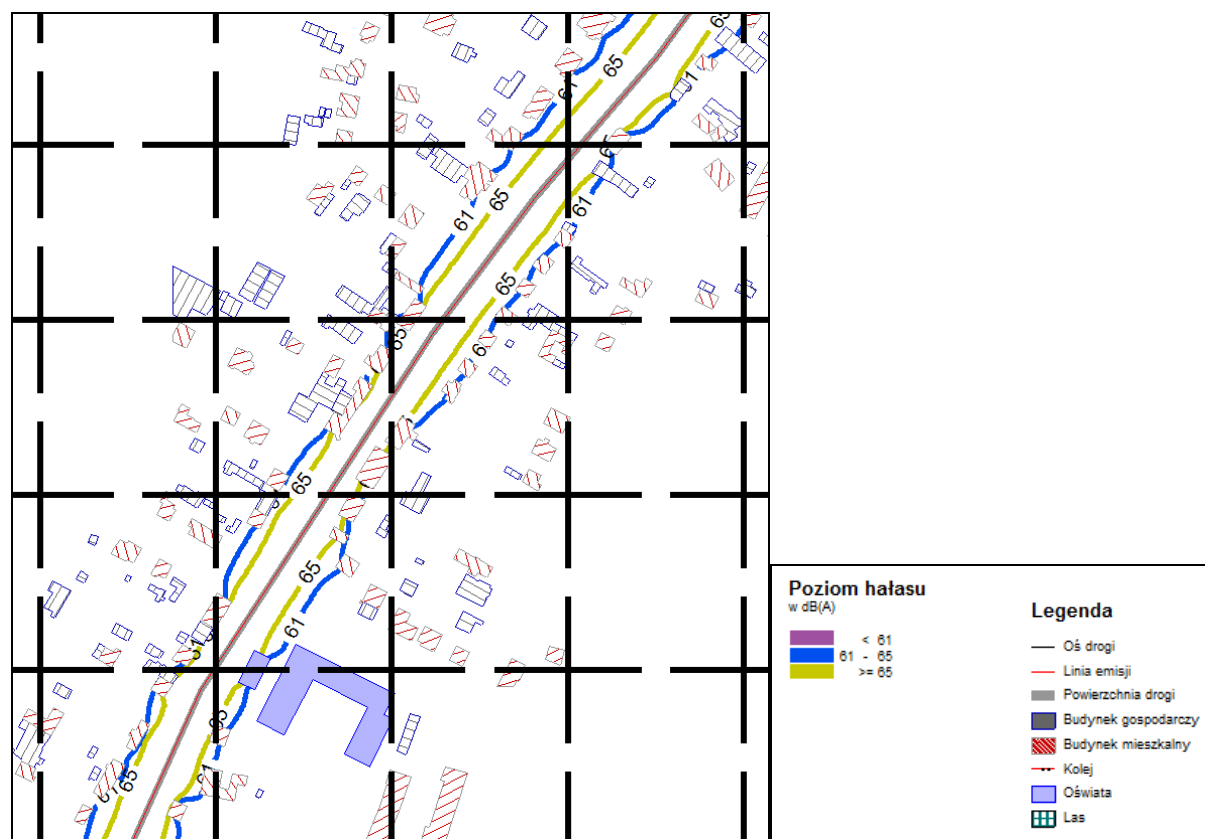 65
65
61
61
65
65
61
61
65
65
65
6
65
65
61
65
61
65
Poziom hałasu
w dB(A)
< 61
61 - 65
>= 65
Legenda
Oś drogi
Linia emisji
Powierzchnia drogi
Budynek gospodarczy
Budynek mieszkalny
Kolej
Oświata
Las